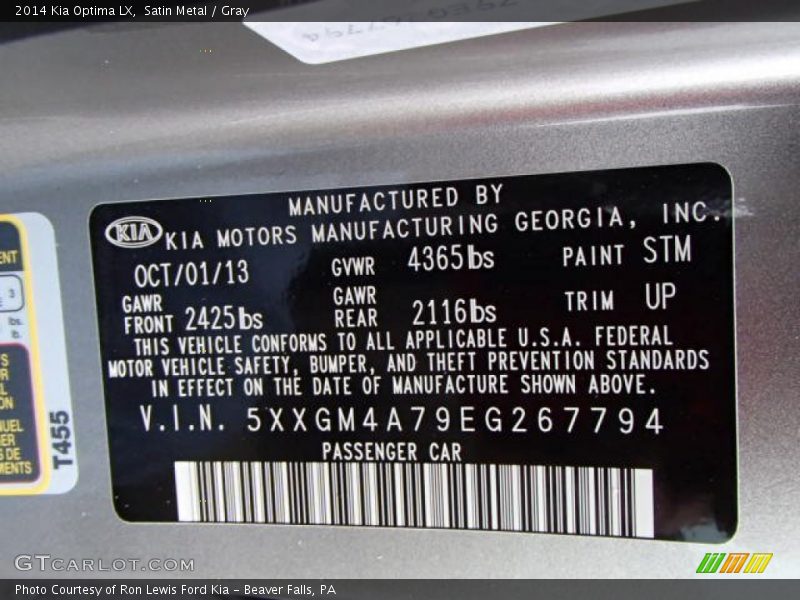 2014 Kia Optima LX, Satin Metal / Gray
MANUFACTURED BY
KIA KIA MOTORS MANUFACTURING GEORGIA, INC.
OCT/01/13 GVWR 4365lbs PAINT STM
GAWR FRONT 2425lbs GAWR REAR 2116lbs TRIM UP
THIS VEHICLE CONFORMS TO ALL APPLICABLE U.S.A. FEDERAL
MOTOR VEHICLE SAFETY, BUMPER, AND THEFT PREVENTION STANDARDS
IN EFFECT ON THE DATE OF MANUFACTURE SHOWN ABOVE.
V.I.N. 5XXGM4A79EG267794
PASSENGER CAR
3
lbs.
lb.
T455
GTCARLOT.COM
Photo Courtesy of Ron Lewis Ford Kia - Beaver Falls, PA